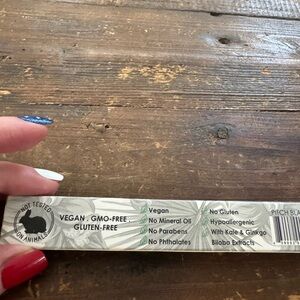 NOT TESTED
ON ANIMALS
VEGAN . GMO-FREE .
GLUTEN-FREE
Vegan
No Mineral Oil
No Parabens
No Phthalates
No Gluten
Hypoallergenic
With Kale & Ginkgo
Biloba Extracts
PITCH